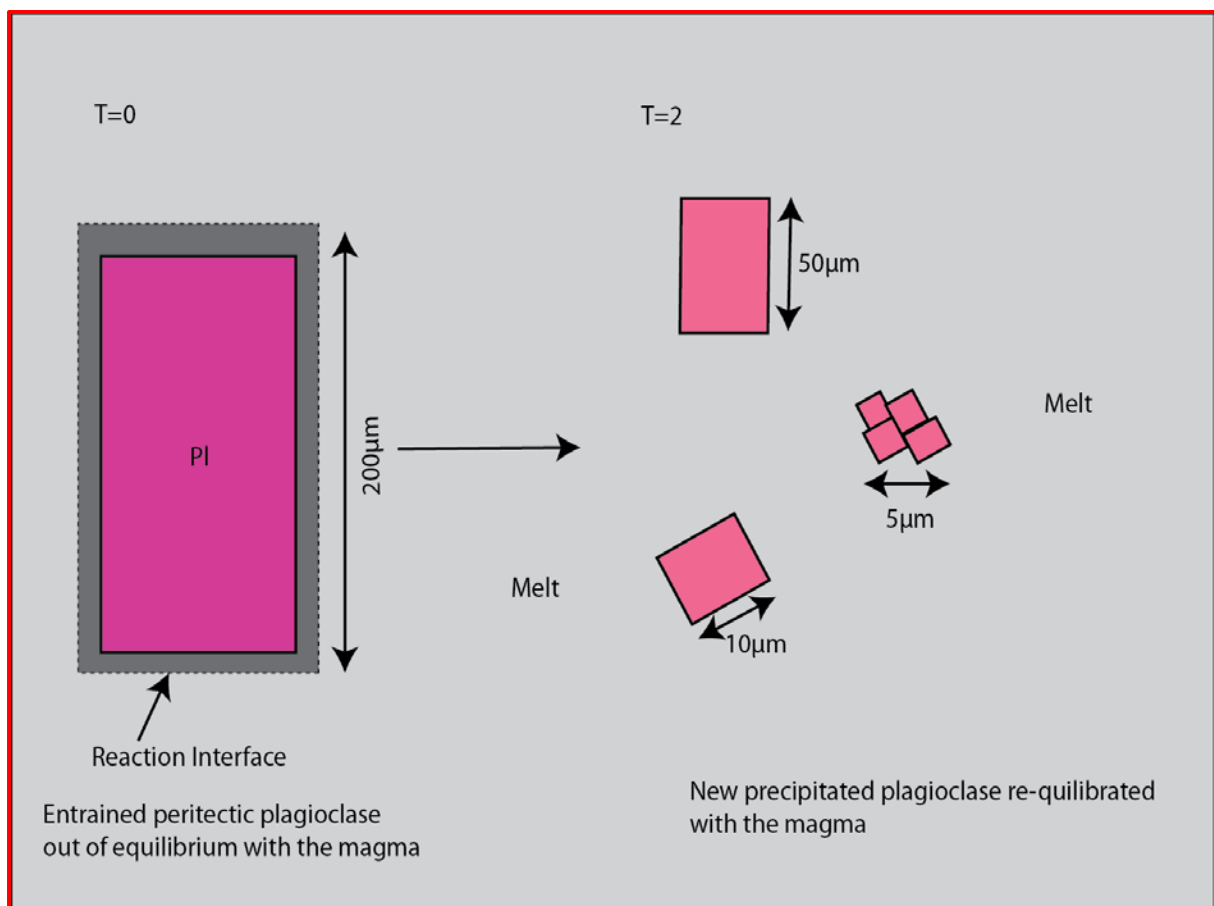 T=0
T=2
Pl
200µm
50µm
Melt
5µm
Melt
10µm
Reaction Interface
Entrained peritectic plagioclase
out of equilibrium with the magma
New precipitated plagioclase re-quilibrated
with the magma